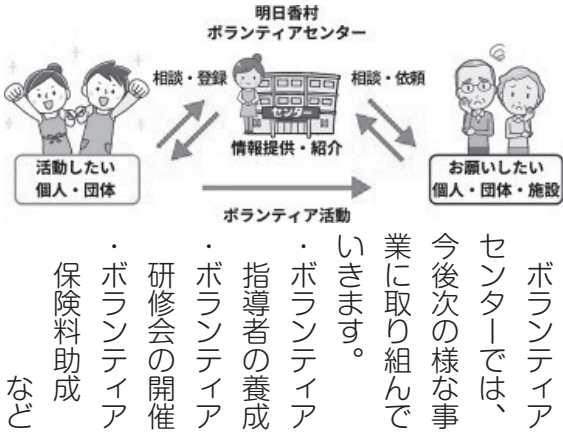 明日香村
ボランティアセンター
相談・登録
相談・依頼
センター
情報提供・紹介
活動したい
個人・団体
お願いしたい
個人・団体・施設
ボランティア活動
ボランティア
センターでは、
今後次の様な事
業に取り組んで
いきます。
・ボランティア
指導者の養成
・ボランティア
研修会の開催
・ボランティア
保険料助成
など